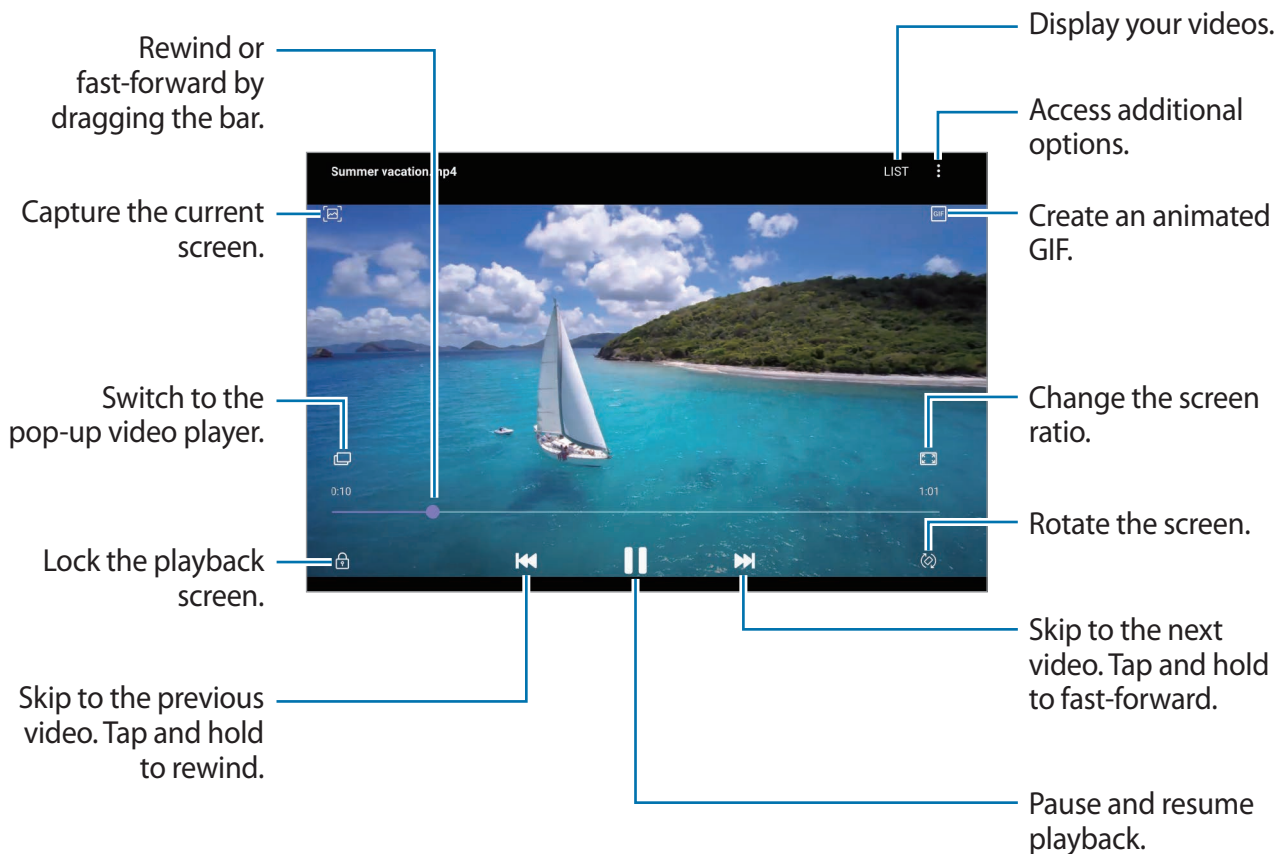 Display your videos.
Rewind or
fast-forward by
dragging the bar.
Access additional
options.
Summer vacation.mp4
LIST
Capture the current
screen.
GIF
Create an animated
GIF.
Switch to the
pop-up video player.
Change the screen
ratio.
0:10
1:01
Rotate the screen.
Lock the playback
screen.
Skip to the next
video. Tap and hold
to fast-forward.
Skip to the previous
video. Tap and hold
to rewind.
Pause and resume
playback.